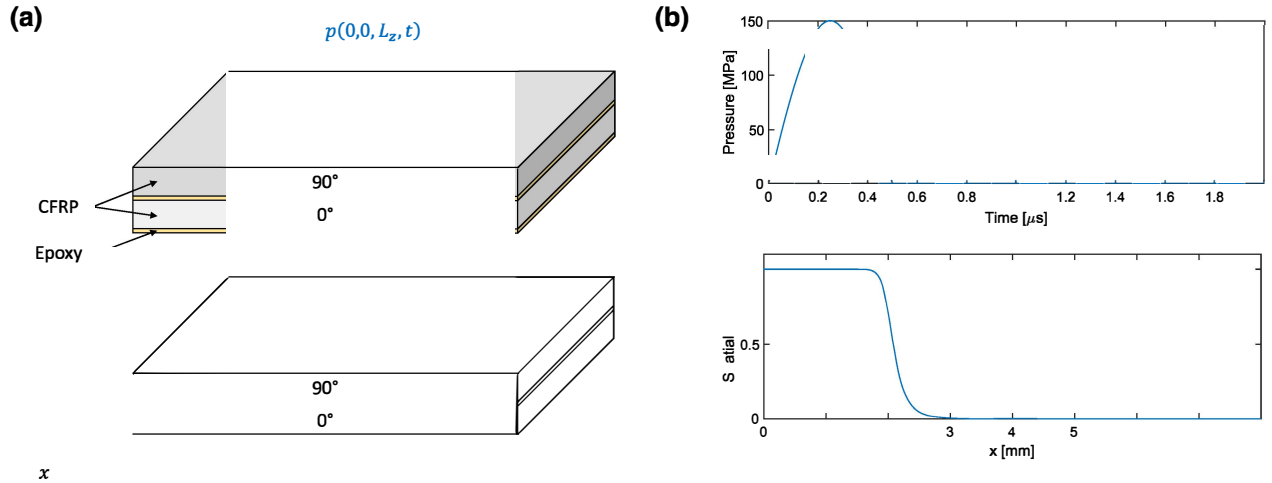 (a)
p(0,0,L_z,t)
90°
CFRP
0°
Epoxy
90°
0°
x
(b)
150
100
50
0
Pressure [MPa]
0
0.2
0.4
0.6
0.8
1.2
1.4
1.6
1.8
Time [μs]
0.5
0
S atial
0
3
4
5
x [mm]